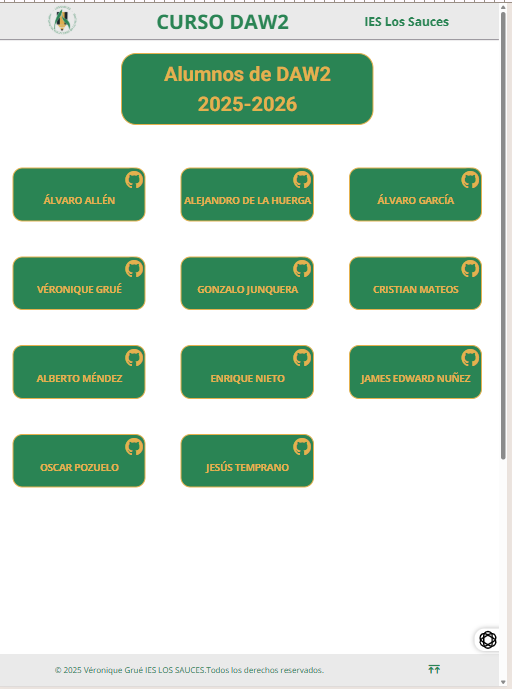 CURSO DAW2
IES Los Sauces
Alumnos de DAW2
2025-2026
ÁLVARO ALLÉN
ALEJANDRO DE LA HUERGA
ÁLVARO GARCÍA
VÉRONIQUE GRUÉ
GONZALO JUNQUERA
CRISTIAN MATEOS
ALBERTO MÉNDEZ
ENRIQUE NIETO
JAMES EDWARD NUÑEZ
OSCAR POZUELO
JESÚS TEMPRANO
© 2025 Véronique Grué IES LOS SAUCES.Todos los derechos reservados.